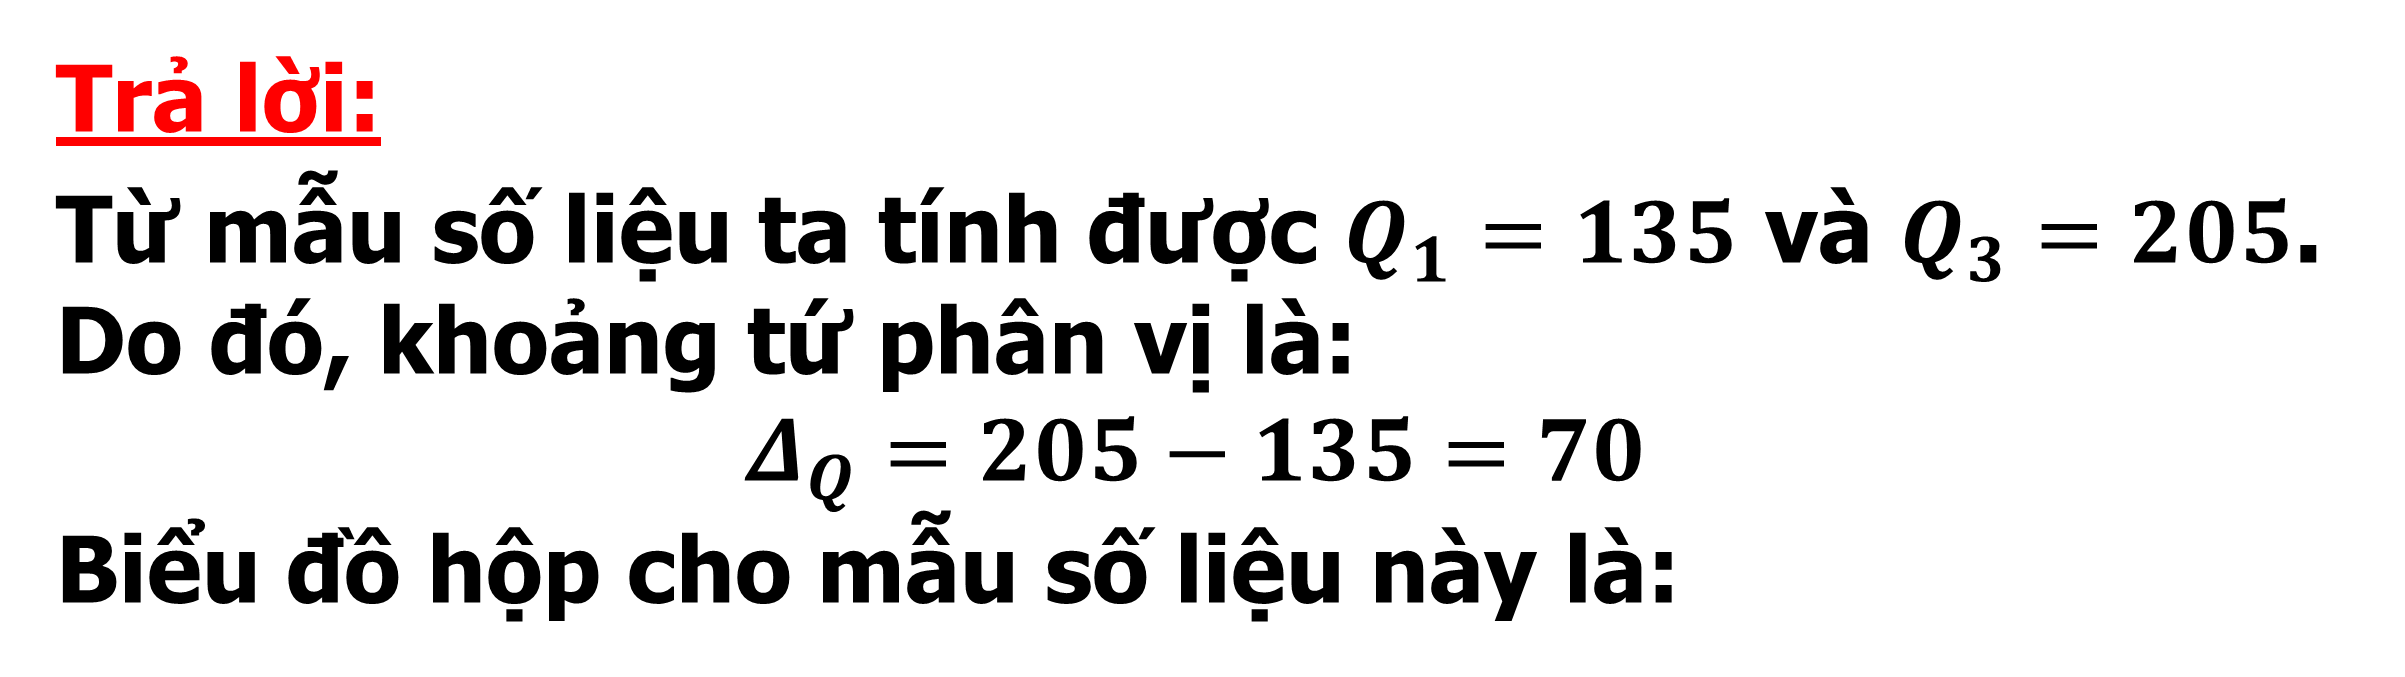 Trả lời:
Từ mẫu số liệu ta tính được Q₁ = 135 và Q₃ = 205.
Do đó, khoảng tứ phân vị là:
Δ_Q = 205 − 135 = 70
Biểu đồ hộp cho mẫu số liệu này là: